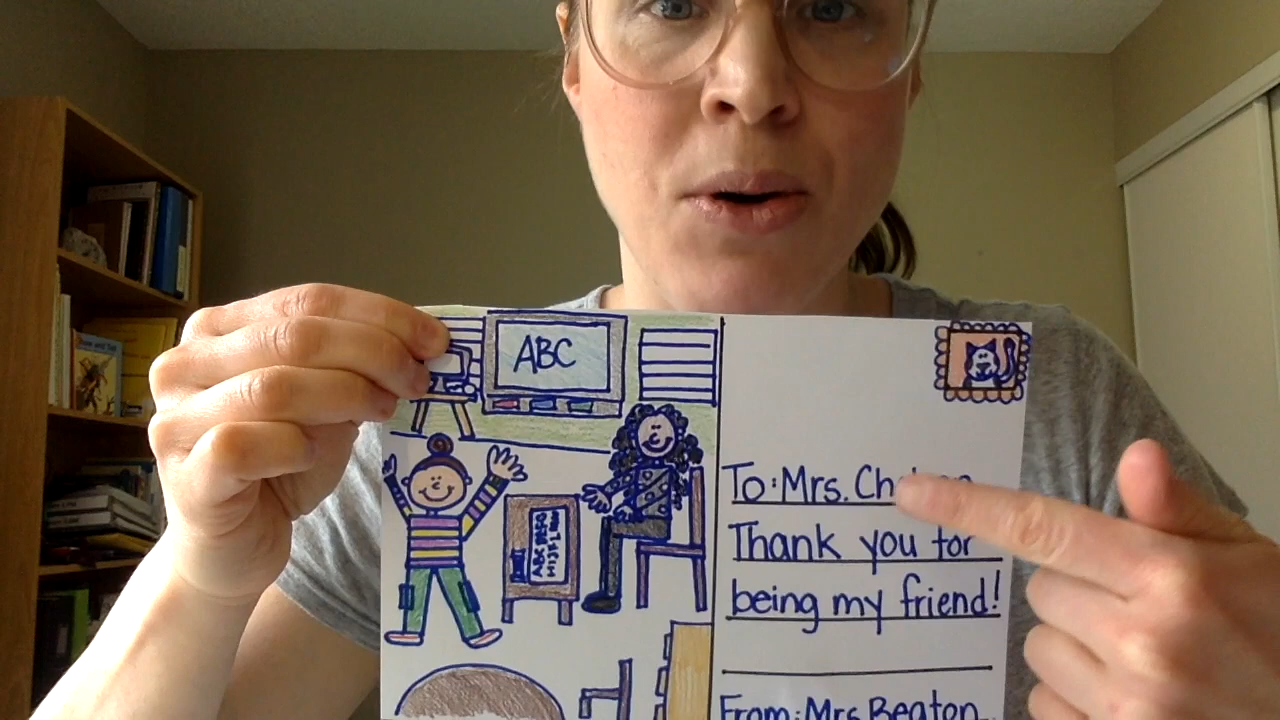 ABC
To: Mrs.
Thank you for
being my friend!
From: Mrs. Beaton